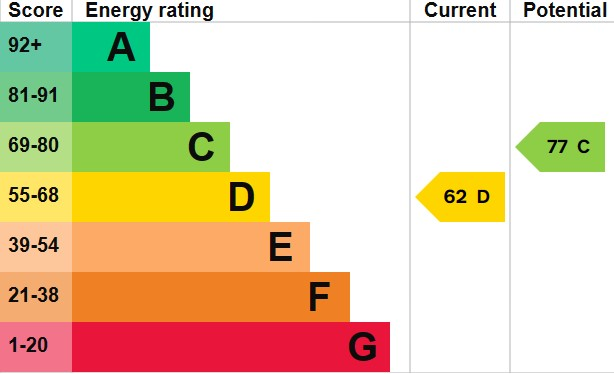 Score Energy rating Current Potential
92+ A
81-91 B
69-80 C 77 C
55-68 D 62 D
39-54 E
21-38 F
1-20 G